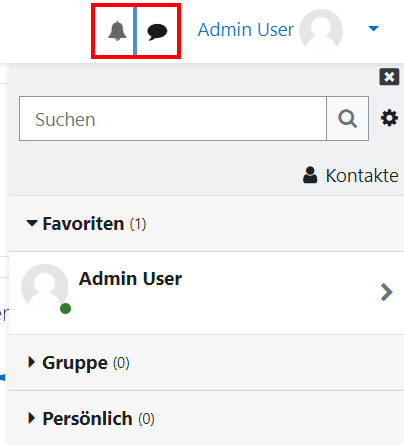 Admin User
Suchen
Kontakte
Favoriten (1)
Admin User
Gruppe (0)
Persönlich (0)